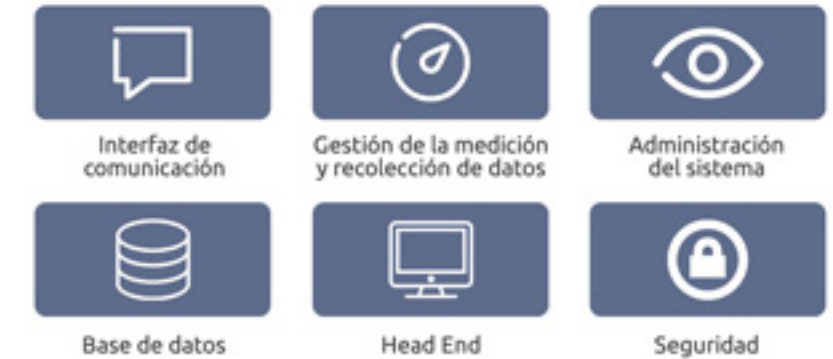 Interfaz de
comunicación
Gestión de la medición
y recolección de datos
Administración
del sistema
Base de datos
Head End
Seguridad